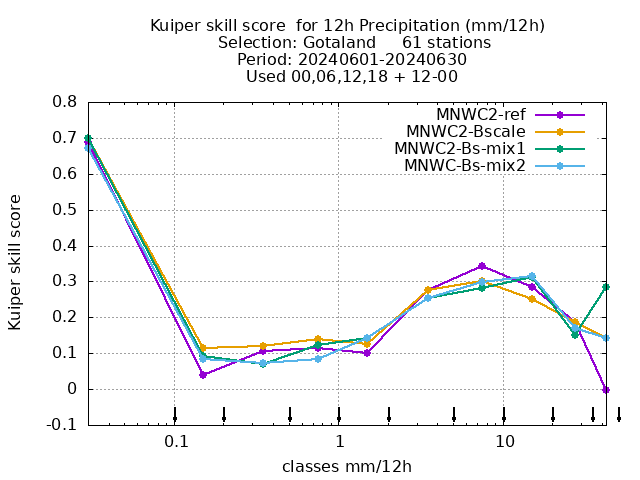 Kuiper skill score  for 12h Precipitation (mm/12h)
Selection: Gotaland     61 stations
Period: 20240601-20240630
Used 00,06,12,18 + 12-00
MNWC2-ref
MNWC2-Bscale
MNWC2-Bs-mix1
MNWC-Bs-mix2
Kuiper skill score
0.8
0.7
0.6
0.5
0.4
0.3
0.2
0.1
0
-0.1
0.1 1 10
classes mm/12h